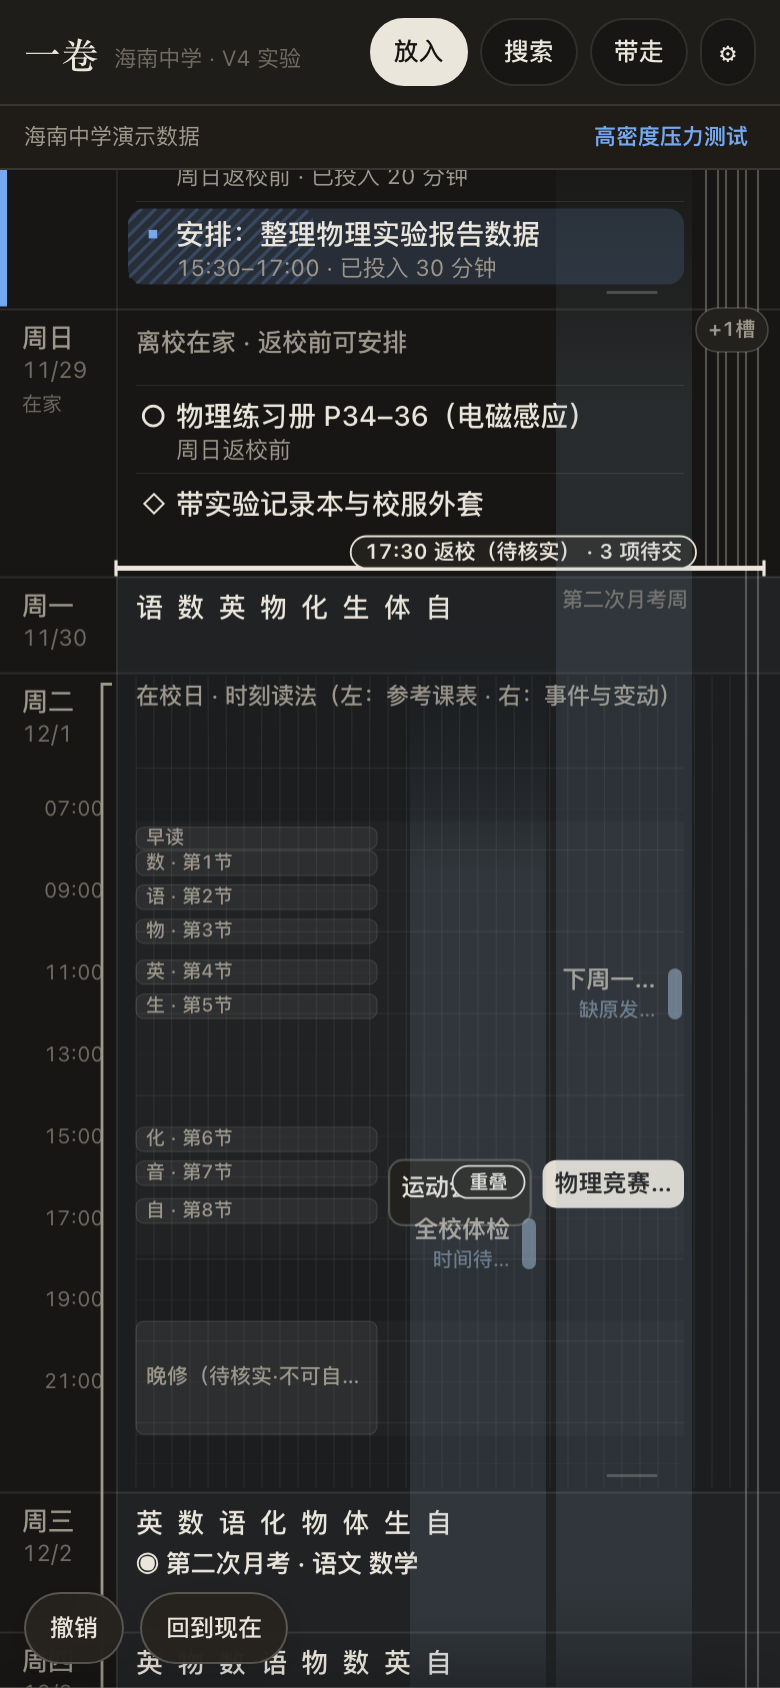 一卷 海南中学 · V4 实验 放入 搜索 带走 ⚙
海南中学演示数据 高密度压力测试
周日返校前 · 已投入 20 分钟
安排：整理物理实验报告数据
15:30–17:00 · 已投入 30 分钟
周日 离校在家 · 返校前可安排 +1槽
11/29
在家
物理练习册 P34–36（电磁感应）
周日返校前
带实验记录本与校服外套
17:30 返校（待核实） · 3 项待交
周一 语 数 英 物 化 生 体 自 第二次月考周
11/30
周二 在校日 · 时刻读法（左：参考课表 · 右：事件与变动）
12/1
07:00
早读
数 · 第1节
09:00 语 · 第2节
物 · 第3节
11:00 英 · 第4节 下周一...
生 · 第5节 缺原发...
13:00
15:00 化 · 第6节
音 · 第7节 运动 重叠 物理竞赛...
17:00 自 · 第8节 全校体检
时间待...
19:00
21:00 晚修（待核实·不可自...
周三 英 数 语 化 物 体 生 自
12/2 第二次月考 · 语文 数学
撤销 回到现在
周四 英 物 数 语 物 数 英 自